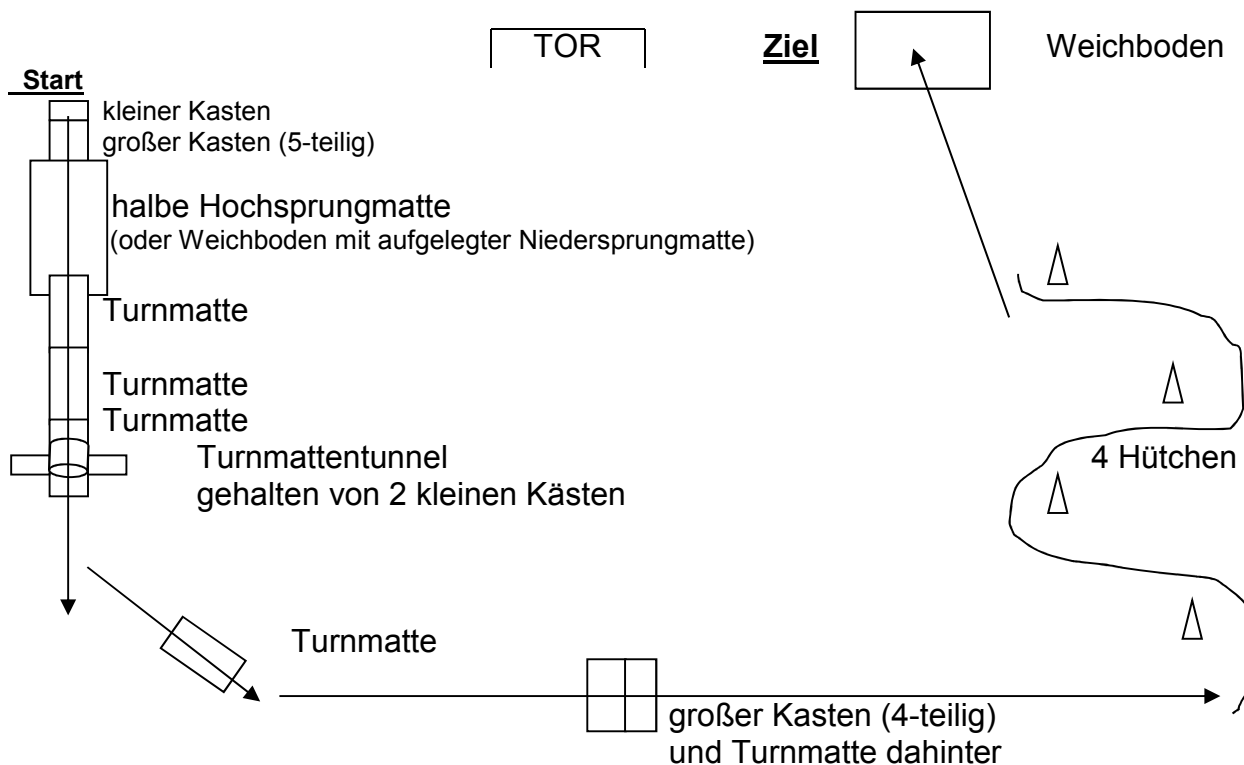 TOR
Ziel
Weichboden
Start
kleiner Kasten
großer Kasten (5-teilig)
halbe Hochsprungmatte
(oder Weichboden mit aufgelegter Niedersprungmatte)
Turnmatte
Turnmatte
Turnmatte
Turnmattentunnel
gehalten von 2 kleinen Kästen
4 Hütchen
Turnmatte
großer Kasten (4-teilig)
und Turnmatte dahinter